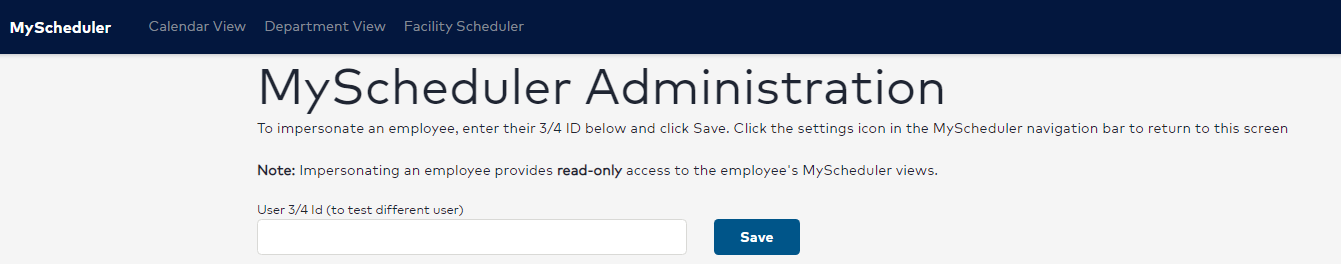 MyScheduler Calendar View Department View Facility Scheduler
MyScheduler Administration
To impersonate an employee, enter their 3/4 ID below and click Save. Click the settings icon in the MyScheduler navigation bar to return to this screen
Note: Impersonating an employee provides read-only access to the employee's MyScheduler views.
User 3/4 Id (to test different user)
Save